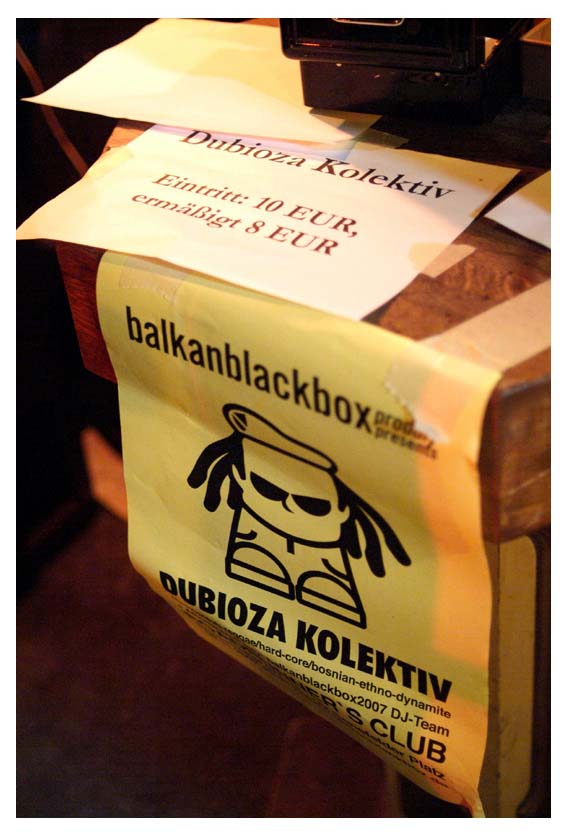 Dubioza Kolektiv
Eintritt: 10 EUR,
ermäßigt 8 EUR
balkanblackbox
presents
DUBIOZA KOLEKTIV
/hard-core/bosnian-ethno-dynamite
balkanblackbox2007 DJ-Team
CLUB
Platz